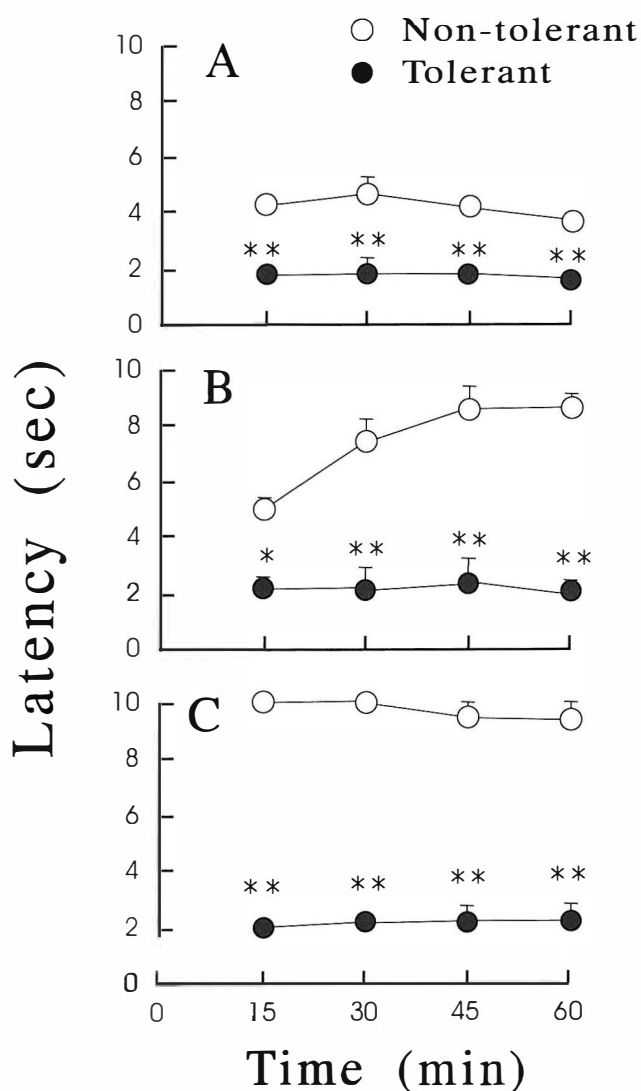 ○ Non-tolerant
● Tolerant
A
10
8
6
4
2
0
** ** ** **
B
10
8
6
4
2
0
* ** ** **
C
10
8
6
4
2
0
** ** ** **
0 15 30 45 60
Latency (sec)
Time (min)